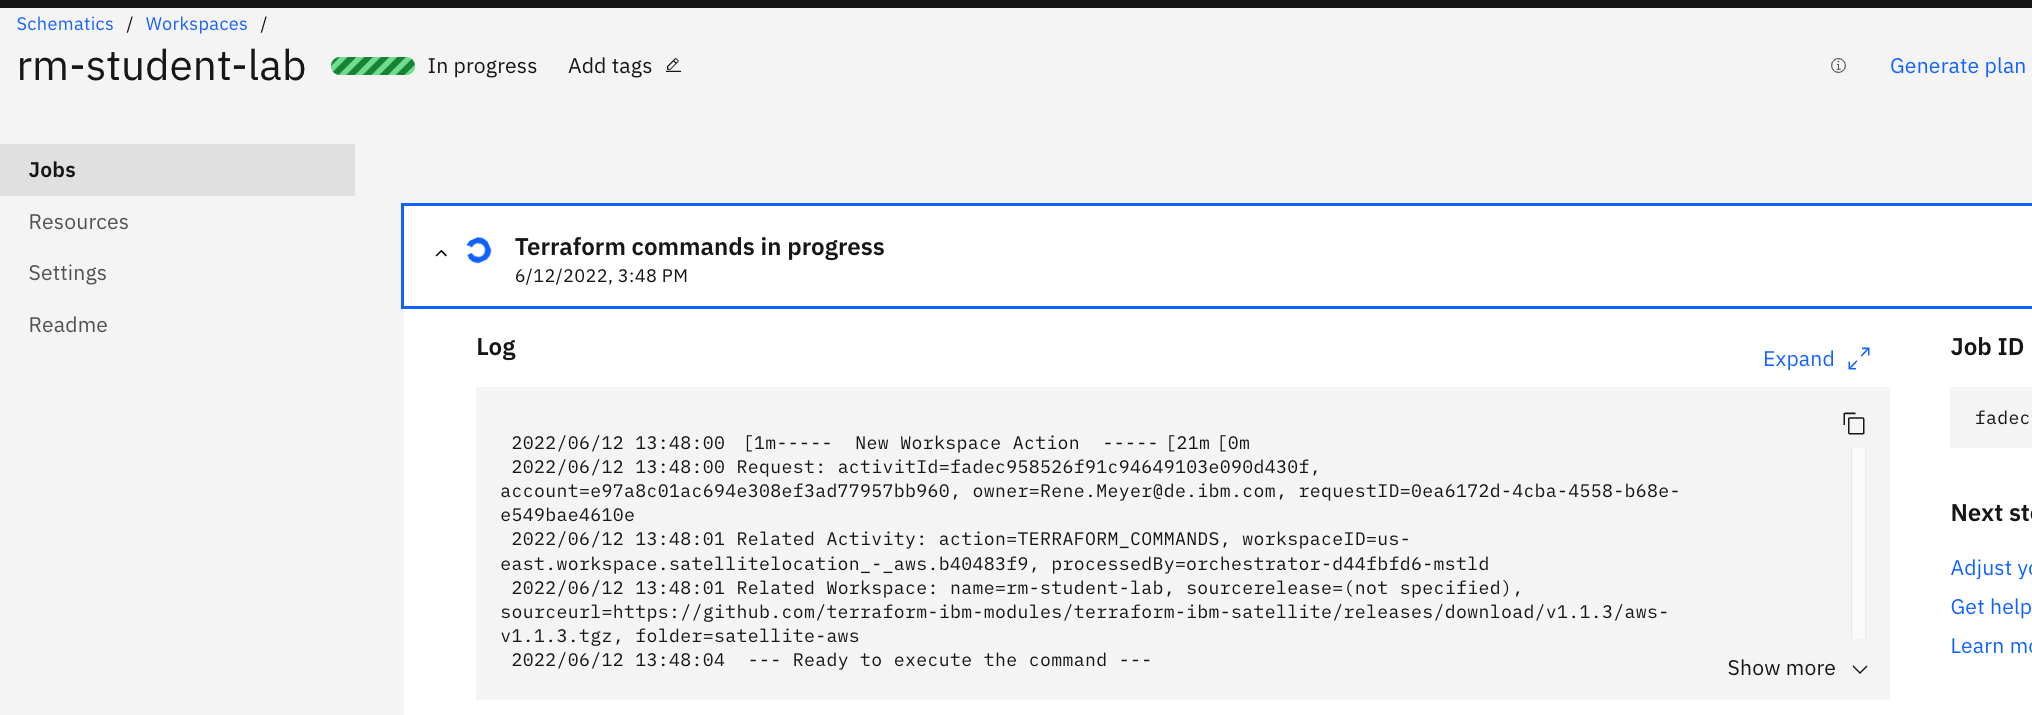 Schematics / Workspaces /
rm-student-lab In progress Add tags
Generate plan
Jobs
Resources
Settings
Readme
Terraform commands in progress
6/12/2022, 3:48 PM
Log
Expand
2022/06/12 13:48:00 [1m----- New Workspace Action -----[21m[0m
2022/06/12 13:48:00 Request: activitId=fadec958526f91c94649103e090d430f,
account=e97a8c01ac694e308ef3ad77957bb960, owner=Rene.Meyer@de.ibm.com, requestID=0ea6172d-4cba-4558-b68e-
e549bae4610e
2022/06/12 13:48:01 Related Activity: action=TERRAFORM_COMMANDS, workspaceID=us-
east.workspace.satellitelocation_-_aws.b40483f9, processedBy=orchestrator-d44fbfd6-mstld
2022/06/12 13:48:01 Related Workspace: name=rm-student-lab, sourcerelease=(not specified),
sourceurl=https://github.com/terraform-ibm-modules/terraform-ibm-satellite/releases/download/v1.1.3/aws-
v1.1.3.tgz, folder=satellite-aws
2022/06/12 13:48:04 --- Ready to execute the command ---
Show more
Job ID
fadec
Next st
Adjust yo
Get help
Learn mo